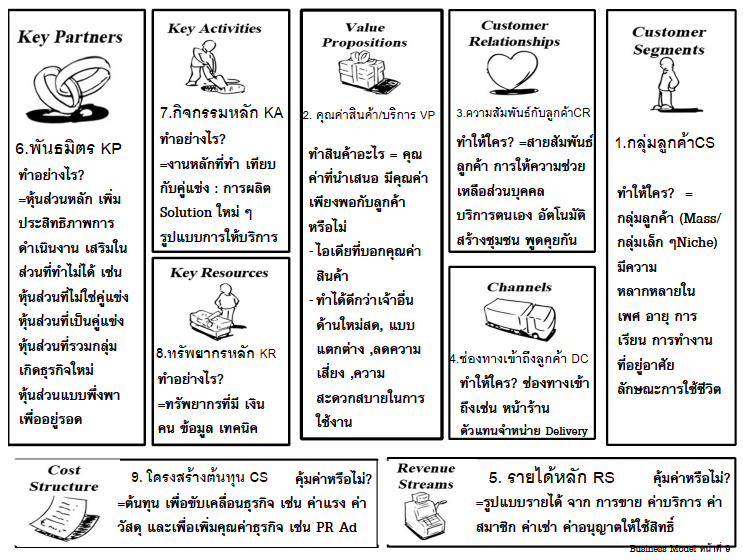 Key Partners
6.พันธมิตร KP
ทำอย่างไร?
=หุ้นส่วนหลัก เพิ่ม
ประสิทธิภาพการ
ดำเนินงาน เสริมใน
ส่วนที่ทำไม่ได้ เช่น
หุ้นส่วนที่ไม่ใช่คู่แข่ง
หุ้นส่วนที่เป็นคู่แข่ง
หุ้นส่วนที่รวมกลุ่ม
เกิดธุรกิจใหม่
หุ้นส่วนแบบพึ่งพา
เพื่ออยู่รอด
Key Activities
7.กิจกรรมหลัก KA
ทำอย่างไร?
=งานหลักที่ทำ เทียบ
กับคู่แข่ง : การผลิต
Solution ใหม่ ๆ
รูปแบบการให้บริการ
Key Resources
8.ทรัพยากรหลัก KR
ทำอย่างไร?
=ทรัพยากรที่มี เงิน
คน ข้อมูล เทคนิค
Value
Propositions
2. คุณค่าสินค้า/บริการ VP
ทำสินค้าอะไร = คุณ
ค่าที่นำเสนอ มีคุณค่า
เพียงพอกับลูกค้า
หรือไม่
- ไอเดียที่บอกคุณค่า
สินค้า
- ทำได้ดีกว่าเจ้าอื่น
ด้านใหม่สด, แบบ
แตกต่าง ,ลดความ
เสี่ยง ,ความ
สะดวกสบายในการ
ใช้งาน
Customer
Relationships
3.ความสัมพันธ์กับลูกค้าCR
ทำให้ใคร? =สายสัมพันธ์
ลูกค้า การให้ความช่วย
เหลือส่วนบุคคล
บริการตนเอง อัตโนมัติ
สร้างชุมชน พูดคุยกัน
Channels
4.ช่องทางเข้าถึงลูกค้า DC
ทำให้ใคร? ช่องทางเข้า
ถึงเช่น หน้าร้าน
ตัวแทนจำหน่าย Delivery
Customer
Segments
1.กลุ่มลูกค้าCS
ทำให้ใคร? =
กลุ่มลูกค้า (Mass/
กลุ่มเล็ก ๆNiche)
มีความ
หลากหลายใน
เพศ อายุ การ
เรียน การทำงาน
ที่อยู่อาศัย
ลักษณะการใช้ชีวิต
Cost
Structure
9. โครงสร้างต้นทุน CS คุ้มค่าหรือไม่?
=ต้นทุน เพื่อขับเคลื่อนธุรกิจ เช่น ค่าแรง ค่า
วัสดุ และเพื่อเพิ่มคุณค่าธุรกิจ เช่น PR Ad
Revenue
Streams
5. รายได้หลัก RS คุ้มค่าหรือไม่?
=รูปแบบรายได้ จาก การขาย ค่าบริการ ค่า
สมาชิก ค่าเช่า ค่าอนุญาตให้ใช้สิทธิ์
Business Model หน้าที่ 9